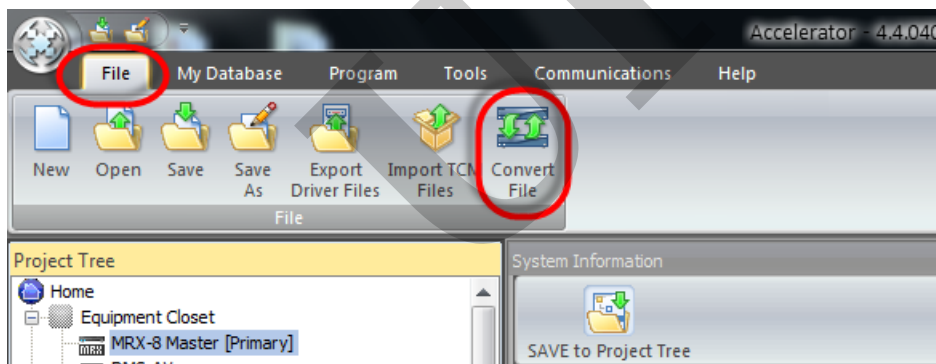 Accelerator - 4.4.040
File My Database Program Tools Communications Help
New Open Save Save As Export Driver Files Import TCM Files Convert File
File
Project Tree
System Information
Home
Equipment Closet
MRX-8 Master [Primary]
SAVE to Project Tree